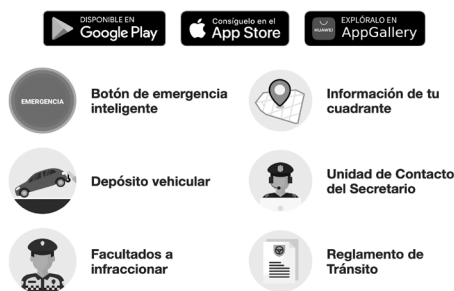 DISPONIBLE EN
Google Play
Consíguelo en el
App Store
HUAWEI
EXPLÓRALO EN
AppGallery
EMERGENCIA
Botón de emergencia
inteligente
Información de tu
cuadrante
Depósito vehicular
Unidad de Contacto
del Secretario
Facultados a
infraccionar
Reglamento de
Tránsito